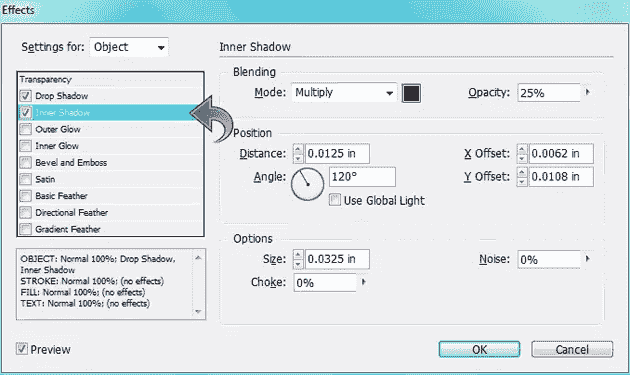 Effects
Settings for: Object
Transparency
Drop Shadow
Inner Shadow
Outer Glow
Inner Glow
Bevel and Emboss
Satin
Basic Feather
Directional Feather
Gradient Feather
OBJECT: Normal 100%; Drop Shadow,
Inner Shadow
STROKE: Normal 100%; (no effects)
FILL: Normal 100%; (no effects)
TEXT: Normal 100%; (no effects)
Preview
Inner Shadow
Blending
Mode: Multiply Opacity: 25%
Position
Distance: 0.0125 in X Offset: 0.0062 in
Angle: 120° Y Offset: 0.0108 in
Use Global Light
Options
Size: 0.0325 in Noise: 0%
Choke: 0%
OK Cancel